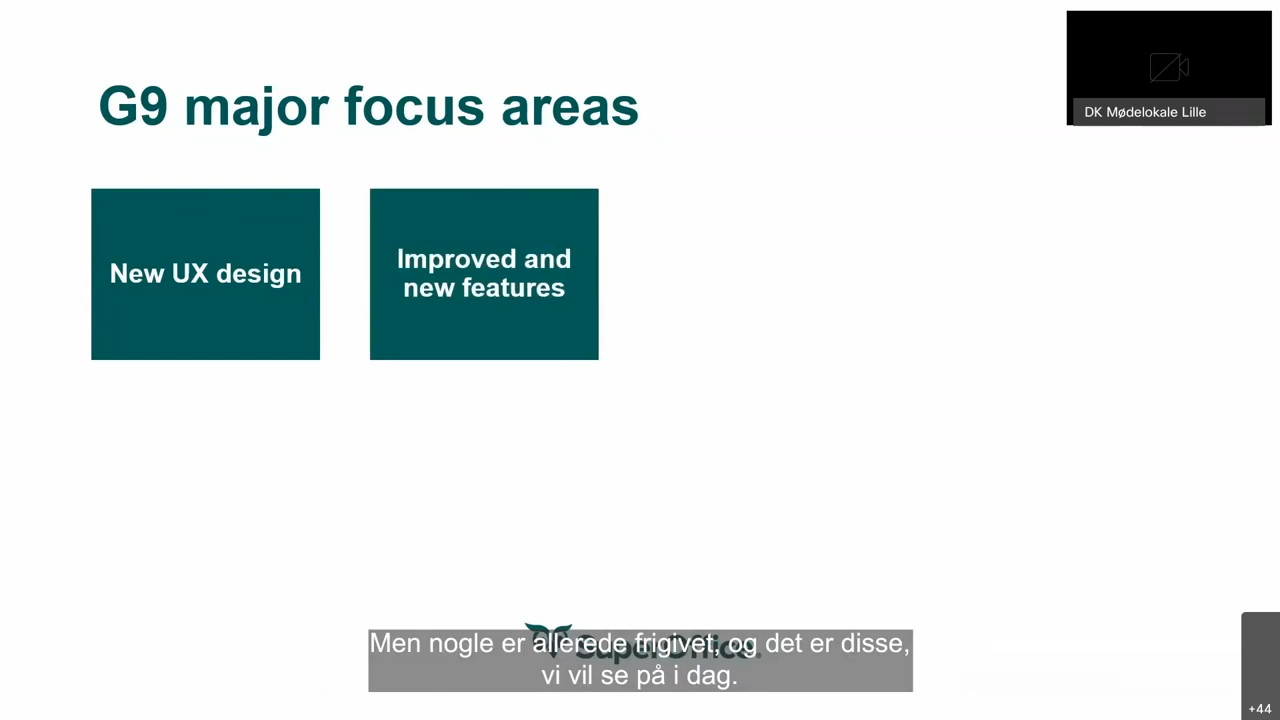 G9 major focus areas
DK Mødelokale Lille
New UX design
Improved and
new features
SuperOffice®
Men nogle er allerede frigivet, og det er disse,
vi vil se på i dag.
+44